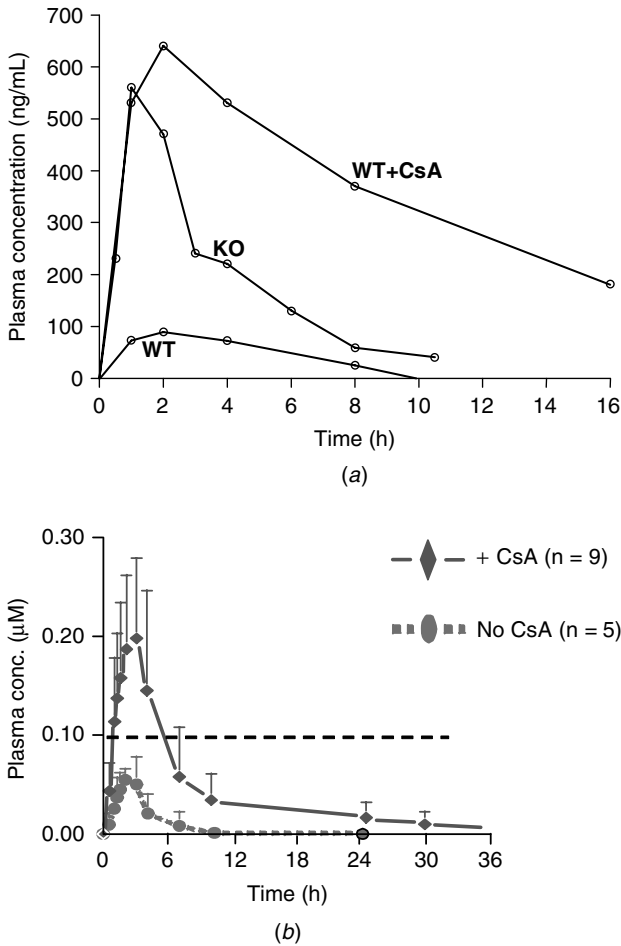 700
600
500
400
300
200
100
0
Plasma concentration (ng/mL)
WT+CsA
KO
WT
0 2 4 6 8 10 12 14 16
Time (h)
(a)
0.30
0.20
0.10
0.00
Plasma conc. (μM)
+ CsA (n = 9)
No CsA (n = 5)
0 6 12 18 24 30 36
Time (h)
(b)